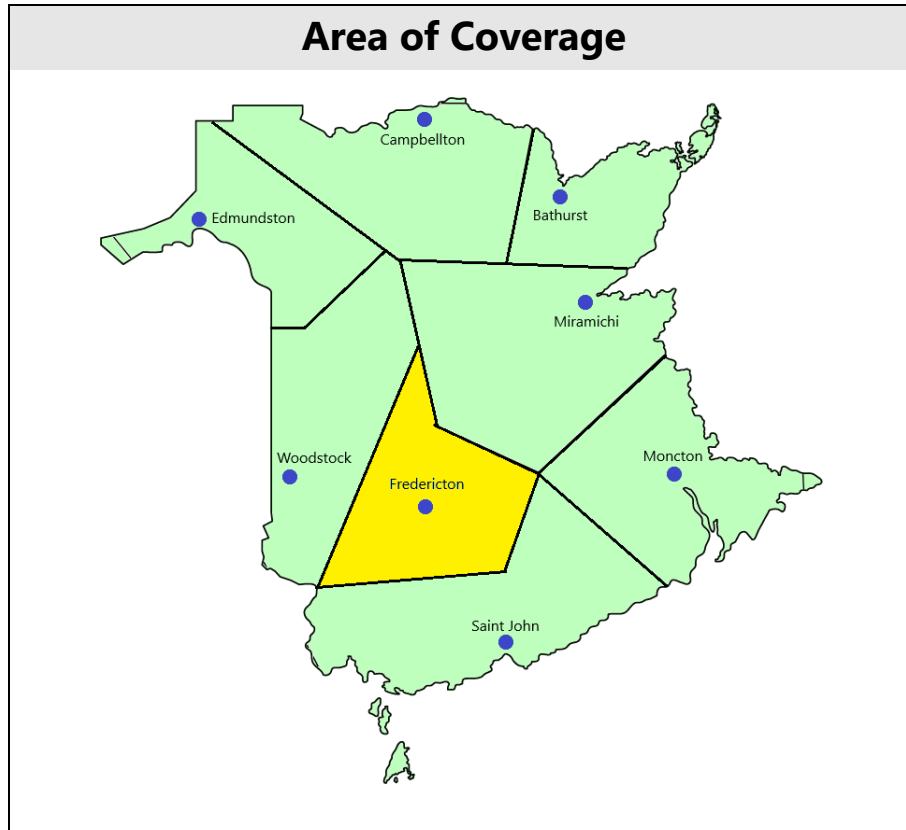 Area of Coverage
Campbellton
Edmundston
Bathurst
Miramichi
Woodstock
Moncton
Fredericton
Saint John